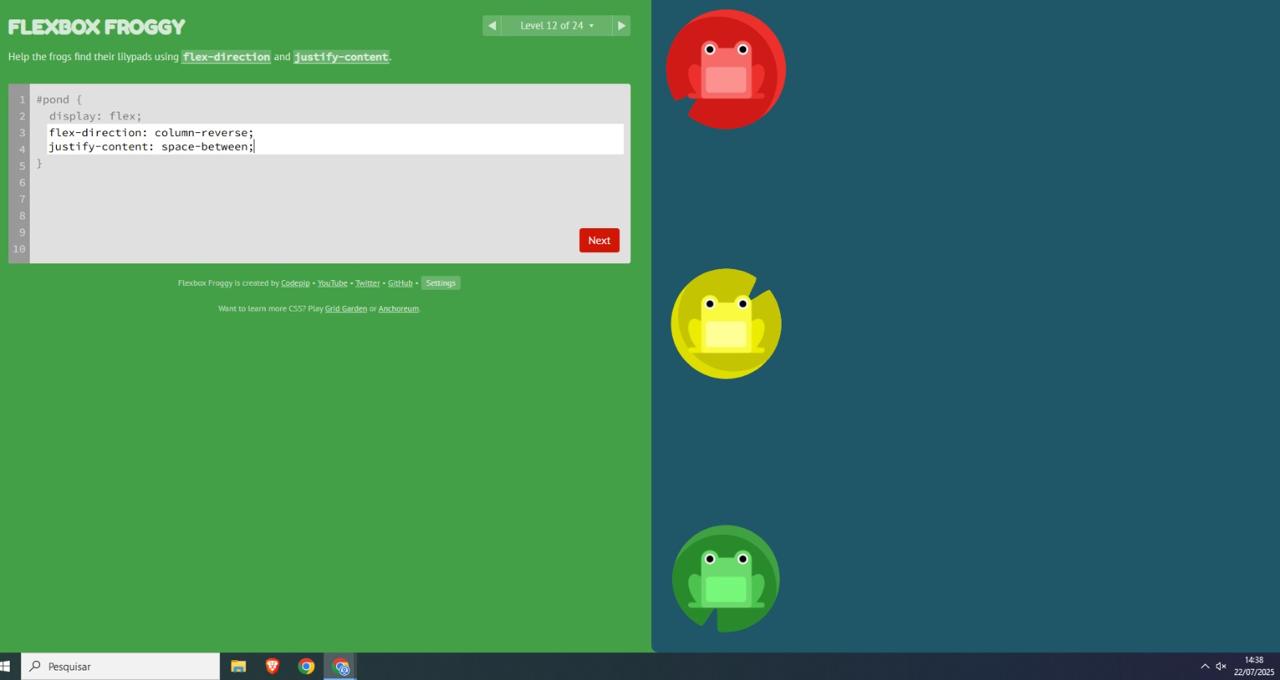 FLEXBOX FROGGY
◀ Level 12 of 24 ▾ ▶
Help the frogs find their lilypads using flex-direction and justify-content.
1 #pond {
2 display: flex;
3 flex-direction: column-reverse;
4 justify-content: space-between;
5 }
6
7
8
9
10
Next
Flexbox Froggy is created by Codepip • YouTube • Twitter • GitHub • Settings
Want to learn more CSS? Play Grid Garden or Anchoreum.
Pesquisar
14:38
22/07/2025